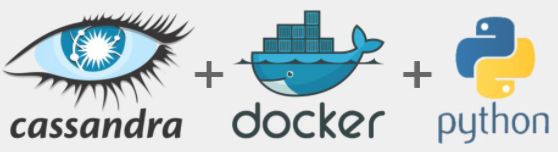 cassandra + docker + python